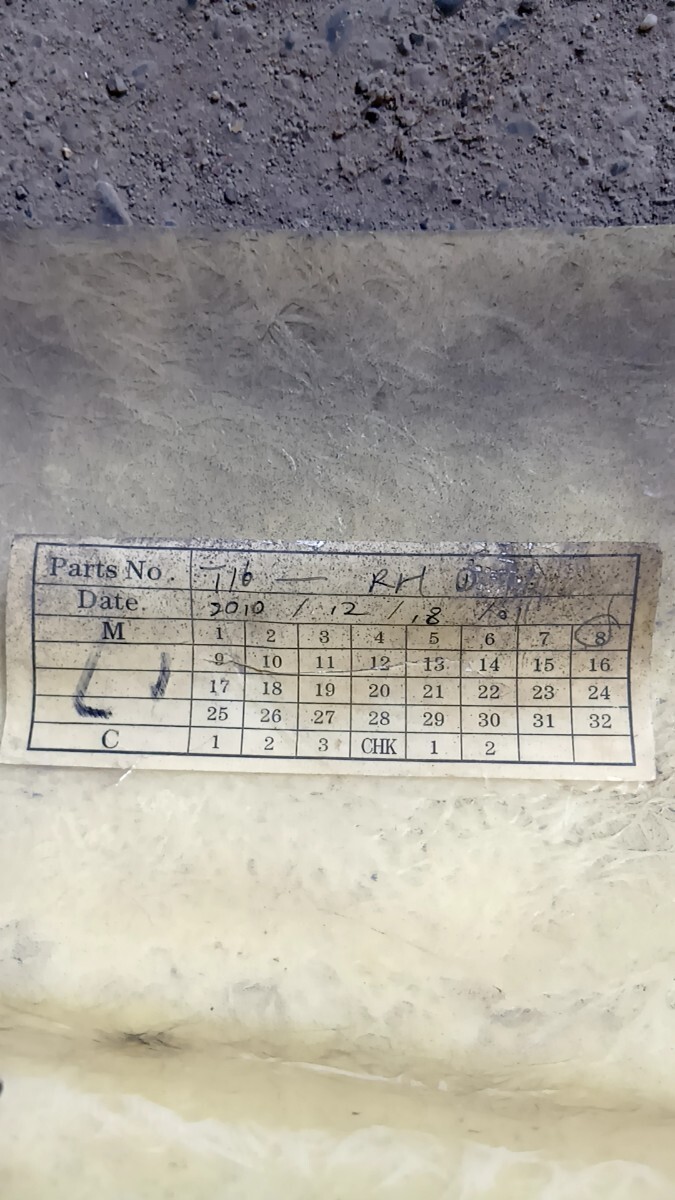 Parts No. T16 — RH ①
Date. 2010 / 12 / 18
M 1 2 3 4 5 6 7 8
9 10 11 12 13 14 15 16
17 18 19 20 21 22 23 24
25 26 27 28 29 30 31 32
C 1 2 3 CHK 1 2